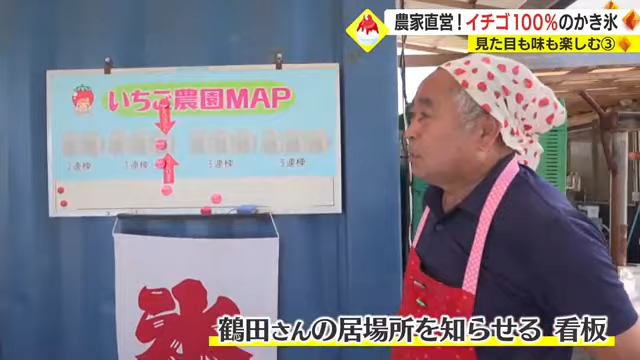 農家直営!イチゴ100%のかき氷
見た目も味も楽しむ③
いちご農園MAP
2連棟
3連棟
3連棟
3連棟
氷
鶴田さんの居場所を知らせる 看板